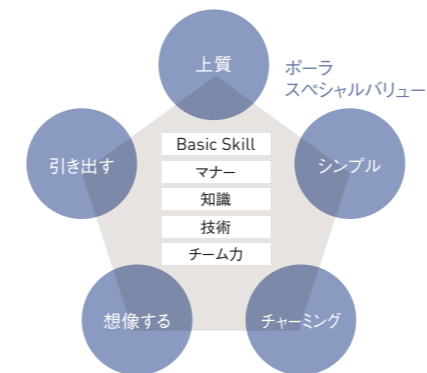 上質
ポーラ
スペシャルバリュー
引き出す
シンプル
Basic Skill
マナー
知識
技術
チーム力
想像する
チャーミング